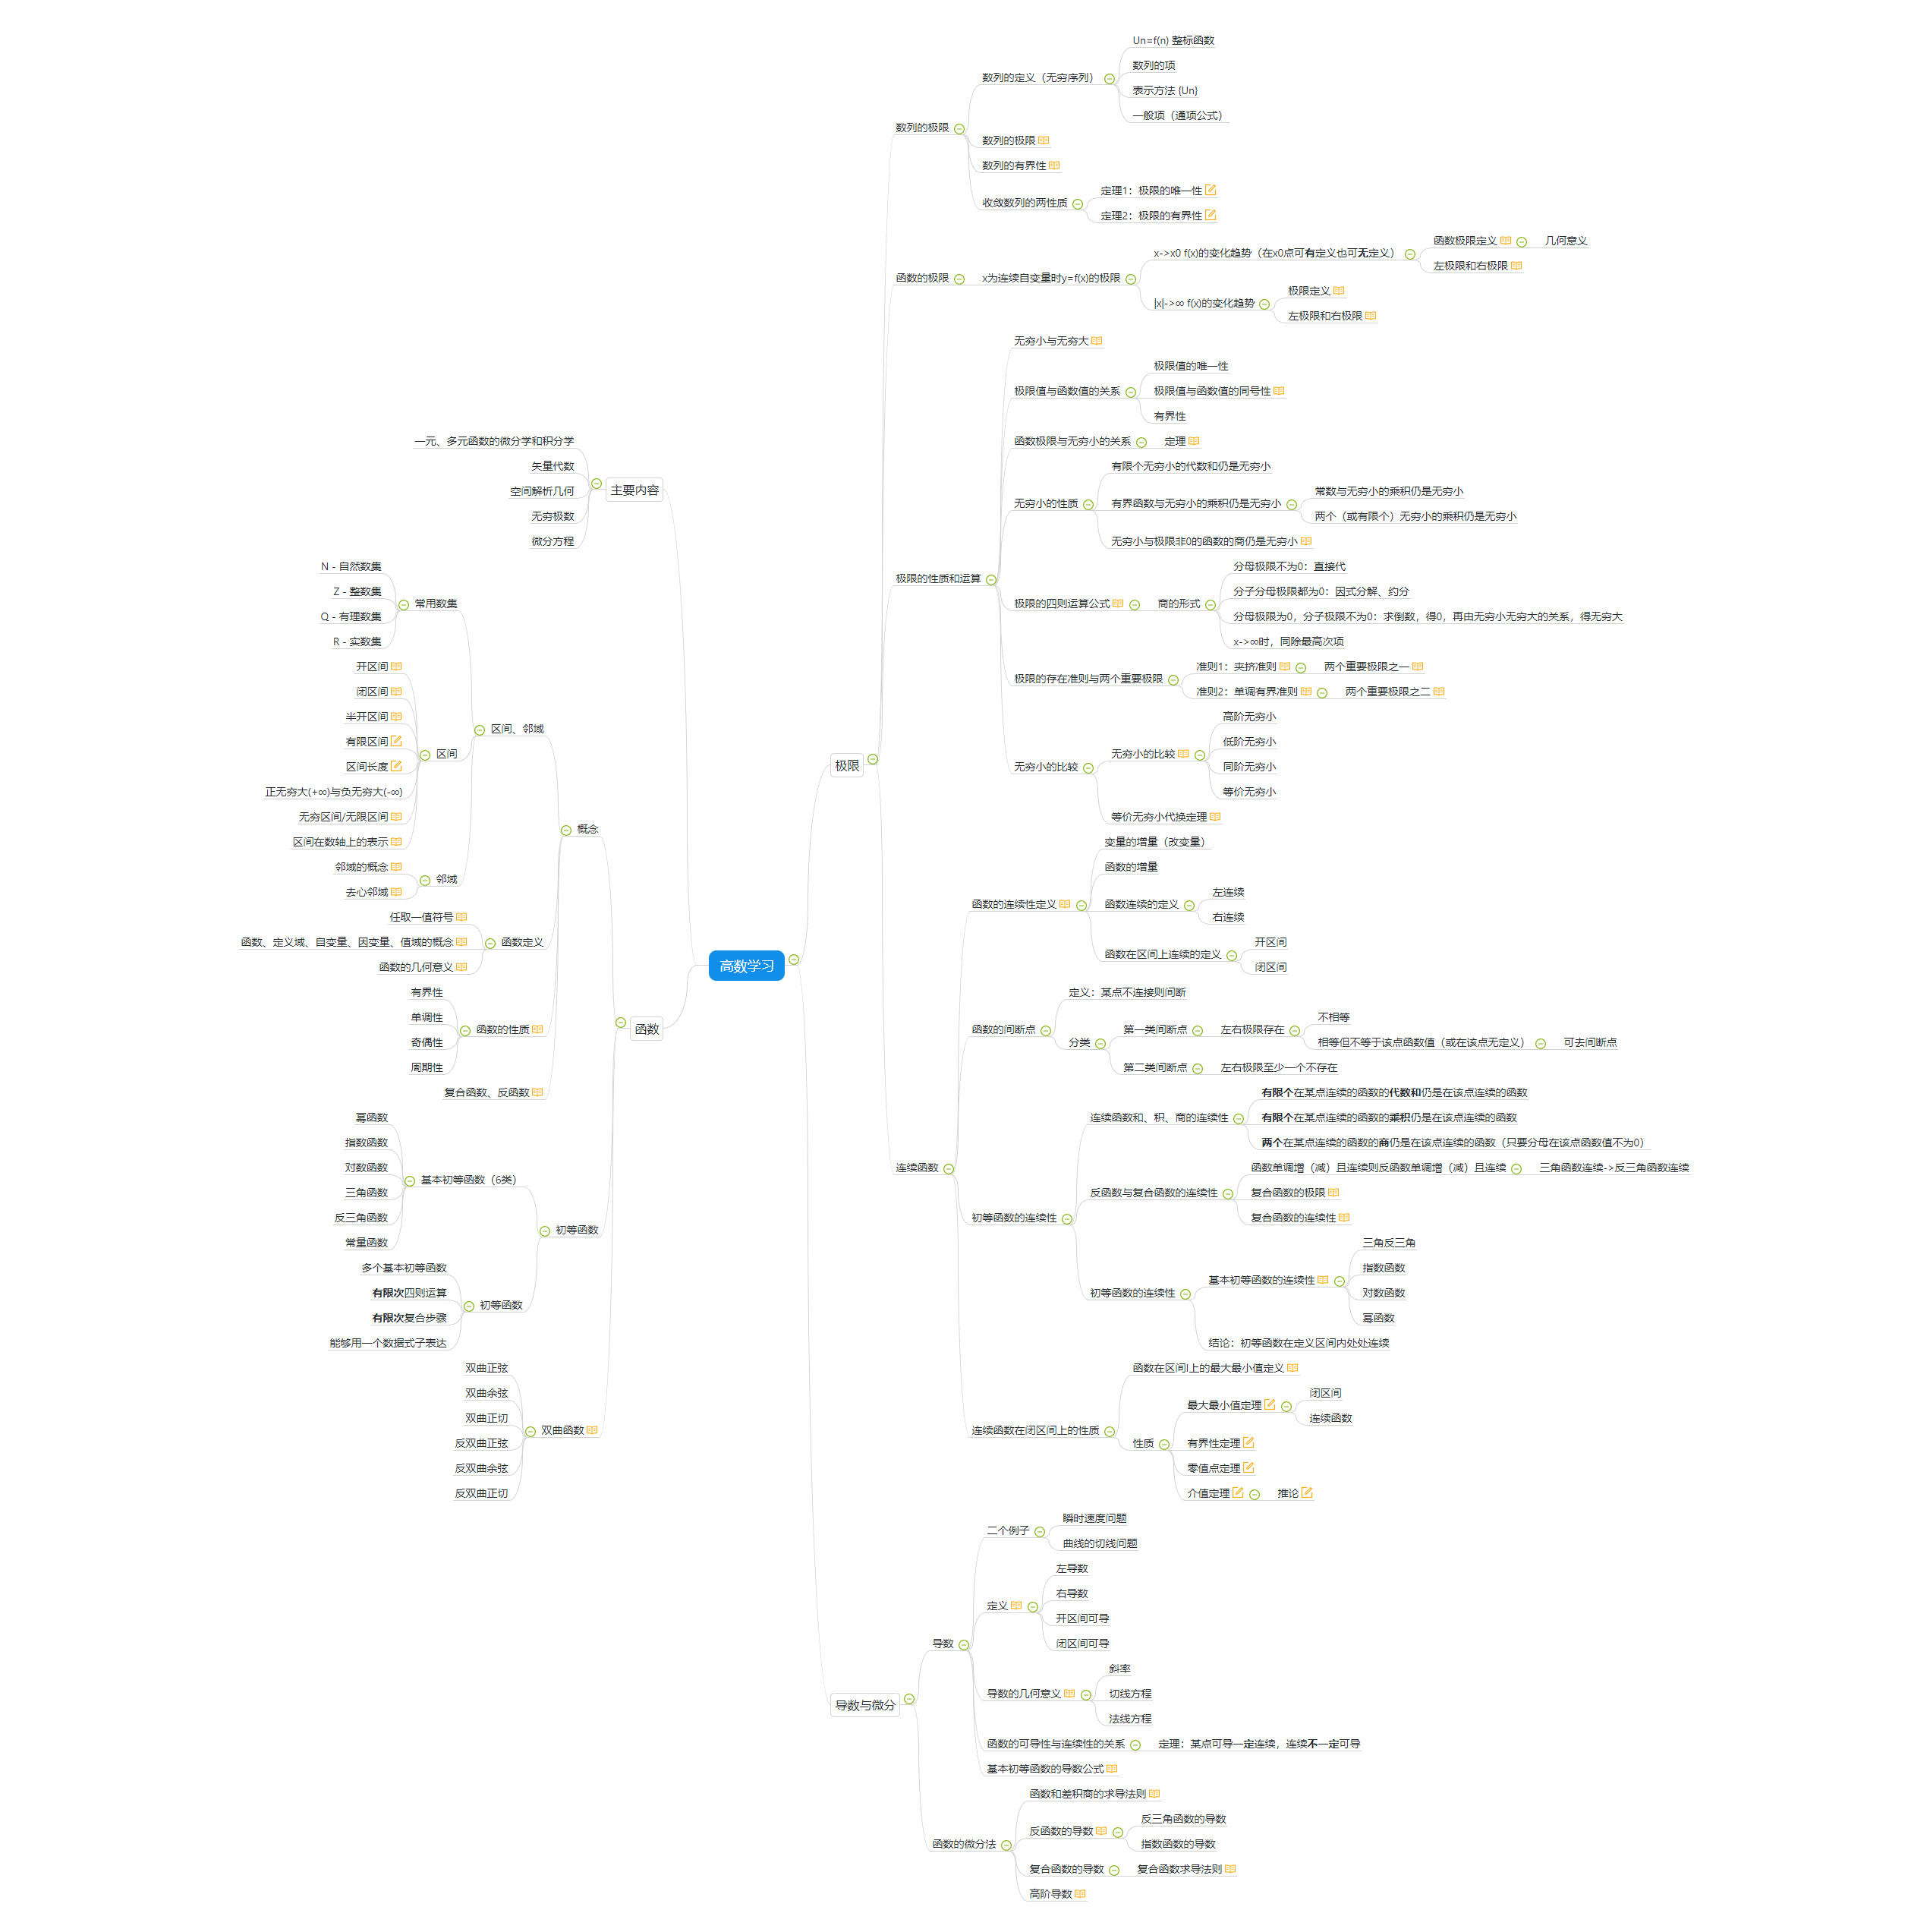 高数学习
主要内容
一元、多元函数的微分学和积分学
矢量代数
空间解析几何
无穷极数
微分方程
函数
概念
区间、邻域
常用数集
N - 自然数集
Z - 整数集
Q - 有理数集
R - 实数集
区间
开区间
闭区间
半开区间
有限区间
区间长度
正无穷大(+∞)与负无穷大(-∞)
无穷区间/无限区间
区间在数轴上的表示
邻域
邻域的概念
去心邻域
函数定义
任取一值符号
函数、定义域、自变量、因变量、值域的概念
函数的几何意义
函数的性质
有界性
单调性
奇偶性
周期性
复合函数、反函数
初等函数
基本初等函数（6类）
幂函数
指数函数
对数函数
三角函数
反三角函数
常量函数
初等函数
多个基本初等函数
有限次四则运算
有限次复合步骤
能够用一个数据式子表达
双曲函数
双曲正弦
双曲余弦
双曲正切
反双曲正弦
反双曲余弦
反双曲正切
极限
数列的极限
数列的定义（无穷序列）
Un=f(n) 整标函数
数列的项
表示方法 {Un}
一般项（通项公式）
数列的极限
数列的有界性
收敛数列的两性质
定理1：极限的唯一性
定理2：极限的有界性
函数的极限
x为连续自变量时y=f(x)的极限
x->x0 f(x)的变化趋势（在x0点可有定义也可无定义）
函数极限定义
几何意义
左极限和右极限
|x|->∞ f(x)的变化趋势
极限定义
左极限和右极限
极限的性质和运算
无穷小与无穷大
极限值与函数值的关系
极限值的唯一性
极限值与函数值的同号性
有界性
函数极限与无穷小的关系
定理
无穷小的性质
有限个无穷小的代数和仍是无穷小
有界函数与无穷小的乘积仍是无穷小
常数与无穷小的乘积仍是无穷小
两个（或有限个）无穷小的乘积仍是无穷小
无穷小与极限非0的函数的商仍是无穷小
极限的四则运算公式
商的形式
分母极限不为0：直接代
分子分母极限都为0：因式分解、约分
分母极限为0，分子极限不为0：求倒数，得0，再由无穷小无穷大的关系，得无穷大
x->∞时，同除最高次项
极限的存在准则与两个重要极限
准则1：夹挤准则
两个重要极限之一
准则2：单调有界准则
两个重要极限之二
无穷小的比较
无穷小的比较
高阶无穷小
低阶无穷小
同阶无穷小
等价无穷小
等价无穷小代换定理
连续函数
函数的连续性定义
变量的增量（改变量）
函数的增量
函数连续的定义
左连续
右连续
函数在区间上连续的定义
开区间
闭区间
函数的间断点
定义：某点不连接则间断
分类
第一类间断点
左右极限存在
不相等
相等但不等于该点函数值（或在该点无定义）
可去间断点
第二类间断点
左右极限至少一个不存在
初等函数的连续性
连续函数和、积、商的连续性
有限个在某点连续的函数的代数和仍是在该点连续的函数
有限个在某点连续的函数的乘积仍是在该点连续的函数
两个在某点连续的函数的商仍是在该点连续的函数（只要分母在该点函数值不为0）
反函数与复合函数的连续性
函数单调增（减）且连续则反函数单调增（减）且连续
三角函数连续->反三角函数连续
复合函数的极限
复合函数的连续性
初等函数的连续性
基本初等函数的连续性
三角反三角
指数函数
对数函数
幂函数
结论：初等函数在定义区间内处处连续
连续函数在闭区间上的性质
函数在区间I上的最大最小值定义
性质
最大最小值定理
闭区间
连续函数
有界性定理
零值点定理
介值定理
推论
导数与微分
导数
二个例子
瞬时速度问题
曲线的切线问题
定义
左导数
右导数
开区间可导
闭区间可导
导数的几何意义
斜率
切线方程
法线方程
函数的可导性与连续性的关系
定理：某点可导一定连续，连续不一定可导
基本初等函数的导数公式
函数的微分法
函数和差积商的求导法则
反函数的导数
反三角函数的导数
指数函数的导数
复合函数的导数
复合函数求导法则
高阶导数